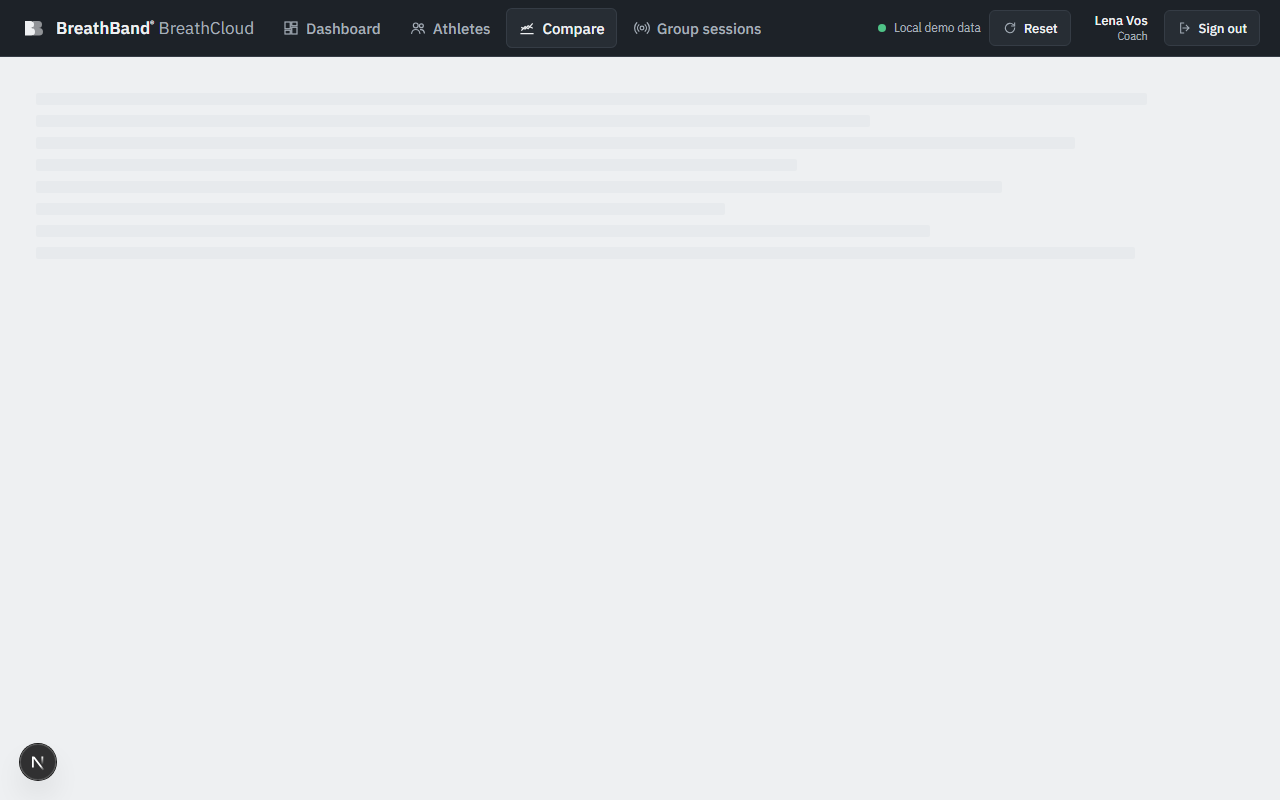 BreathBand® BreathCloud
Dashboard
Athletes
Compare
Group sessions
Local demo data
Reset
Lena Vos
Coach
Sign out
N